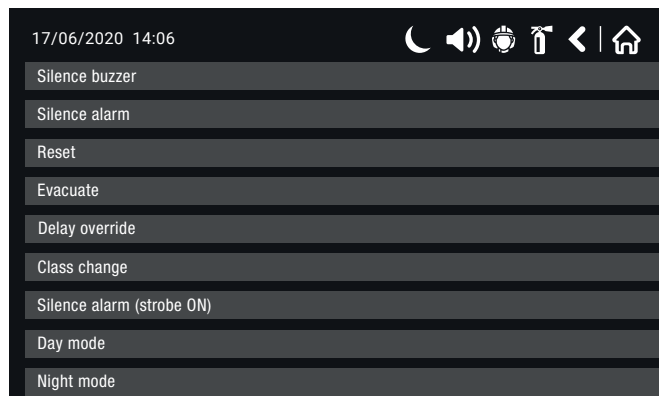 17/06/2020 14:06
Silence buzzer
Silence alarm
Reset
Evacuate
Delay override
Class change
Silence alarm (strobe ON)
Day mode
Night mode